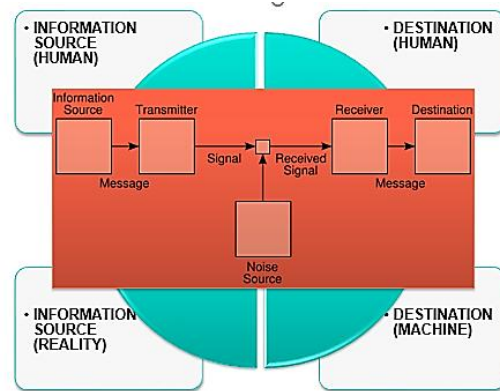 • INFORMATION
SOURCE
(HUMAN)
• DESTINATION
(HUMAN)
Information
Source
Transmitter
Receiver
Destination
Signal
Received
Signal
Message
Message
Noise
Source
• INFORMATION
SOURCE
(REALITY)
• DESTINATION
(MACHINE)